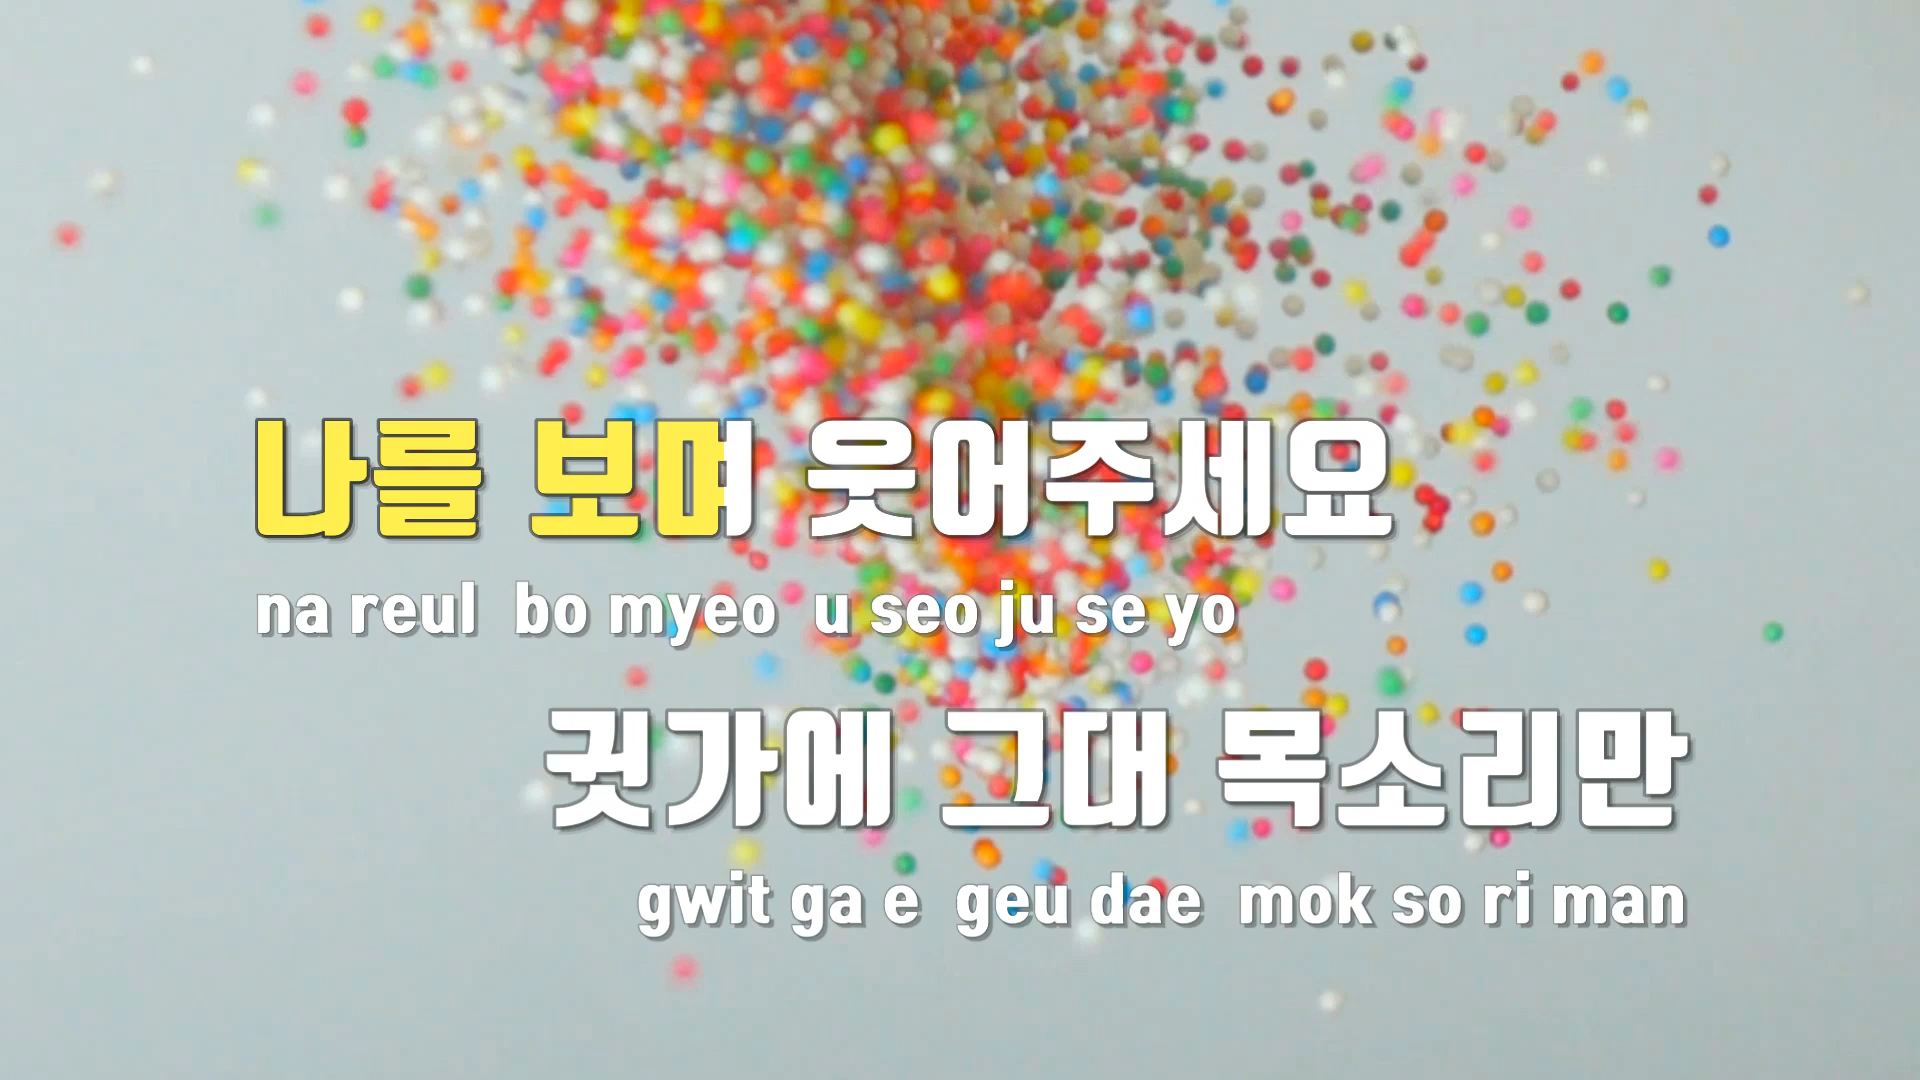 나를 보며 웃어주세요
na reul bo myeo u seo ju se yo
귓가에 그대 목소리만
gwit ga e geu dae mok so ri man